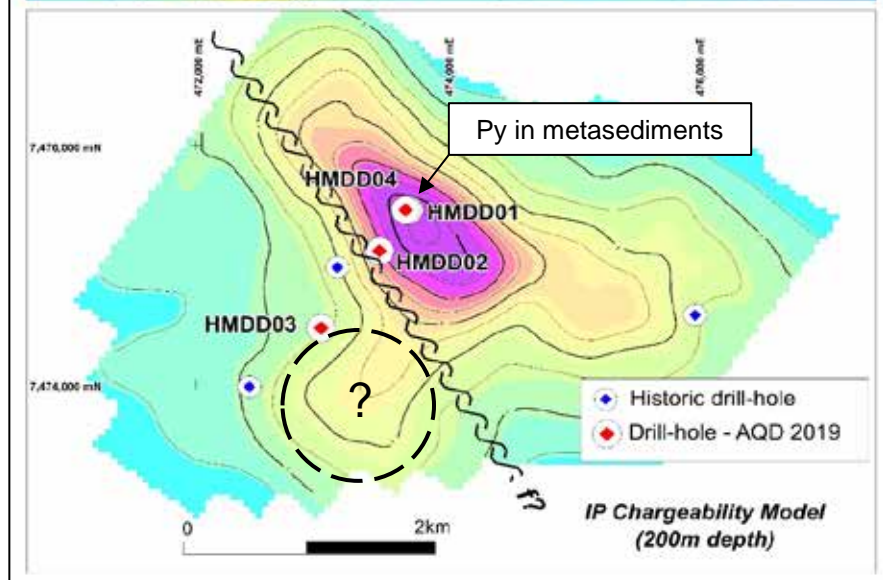 472,000 mE
474,000 mE
476,000 mE
Py in metasediments
7,476,000 mN
HMDD04
HMDD01
HMDD02
HMDD03
7,474,000 mN
?
Historic drill-hole
Drill-hole - AQD 2019
f?
IP Chargeability Model
(200m depth)
0
2km